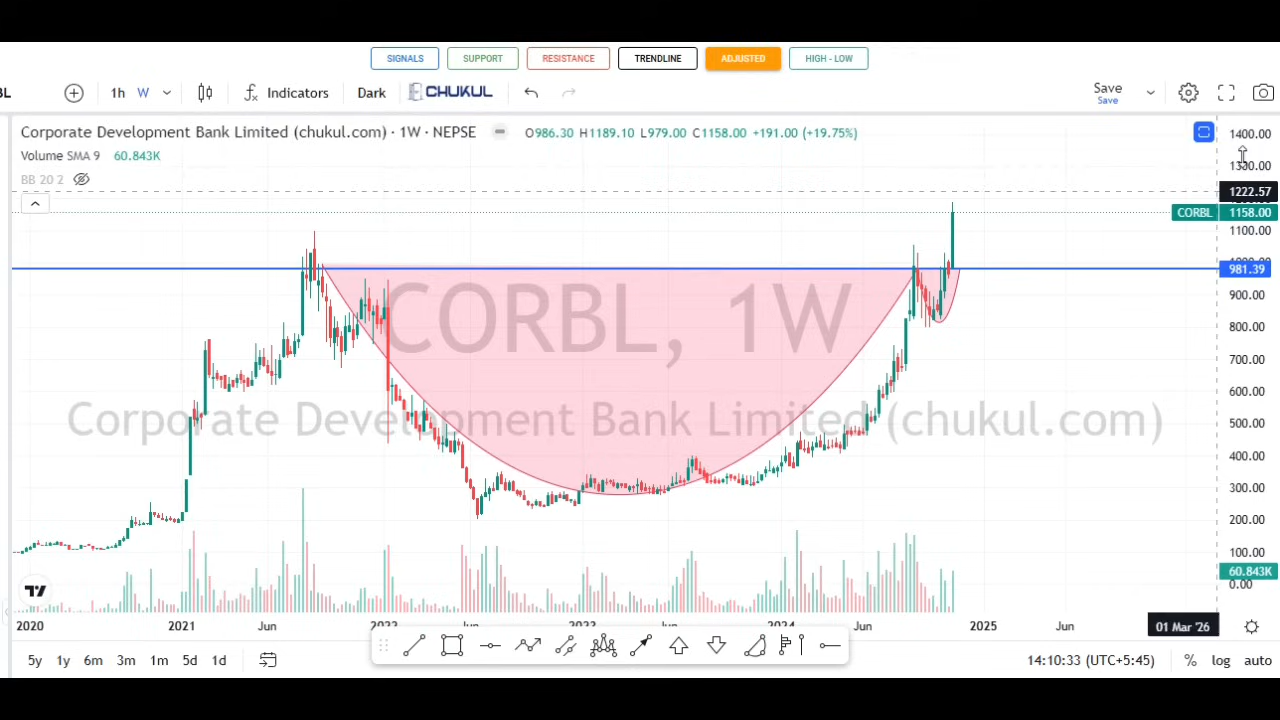 SIGNALS SUPPORT RESISTANCE TRENDLINE ADJUSTED HIGH - LOW
BL 1h W Indicators Dark CHUKUL Save
Save
Corporate Development Bank Limited (chukul.com) · 1W · NEPSE O986.30 H1189.10 L979.00 C1158.00 +191.00 (+19.75%)
Volume SMA 9 60.843K
BB 20 2
1400.00
1300.00
1222.57
CORBL 1158.00
1100.00
981.39
900.00
800.00
700.00
600.00
500.00
400.00
300.00
200.00
100.00
60.843K
0.00
CORBL, 1W
Corporate Development Bank Limited (chukul.com)
2020 2021 Jun 2022 Jun 2023 Jun 2024 Jun 2025 Jun 01 Mar '26
5y 1y 6m 3m 1m 5d 1d 14:10:33 (UTC+5:45) % log auto